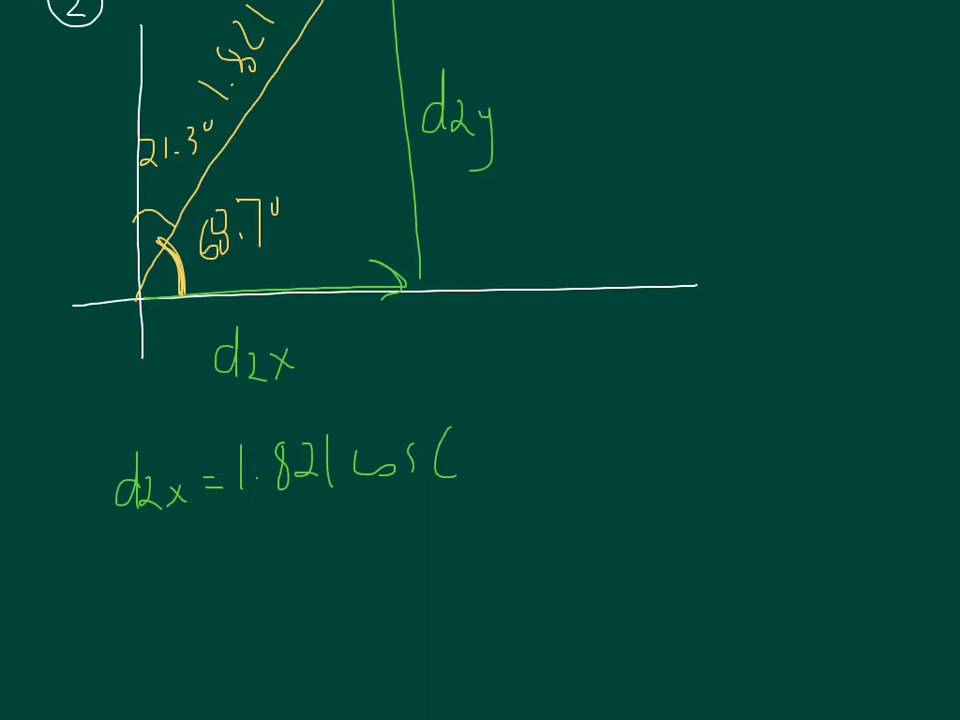 2
1.821
21.3°
d2y
68.7°
d2x
d2x = 1.821 cos (